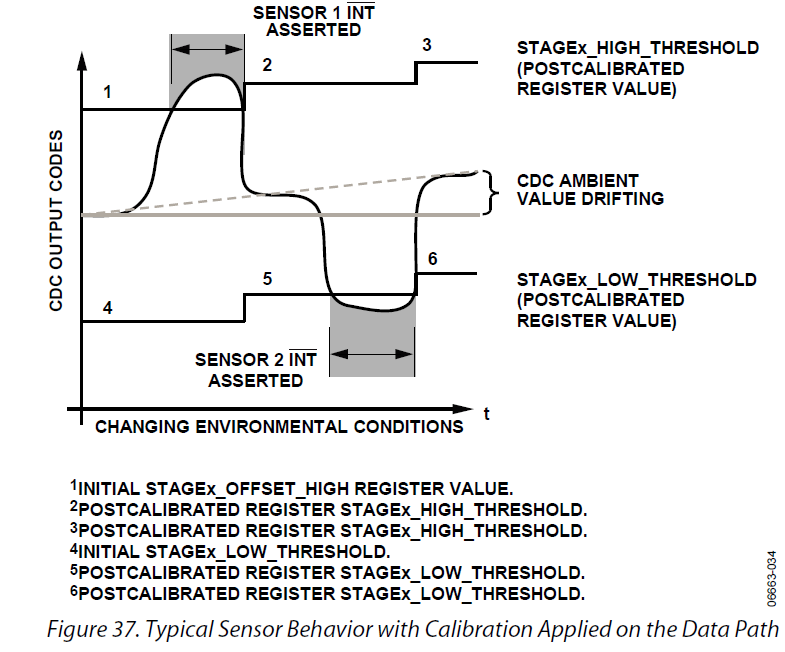 SENSOR 1 INT
ASSERTED
1
2
3
STAGEx_HIGH_THRESHOLD
(POSTCALIBRATED
REGISTER VALUE)
CDC OUTPUT CODES
CDC AMBIENT
VALUE DRIFTING
4
5
6
STAGEx_LOW_THRESHOLD
(POSTCALIBRATED
REGISTER VALUE)
SENSOR 2 INT
ASSERTED
t
CHANGING ENVIRONMENTAL CONDITIONS
1INITIAL STAGEx_OFFSET_HIGH REGISTER VALUE.
2POSTCALIBRATED REGISTER STAGEx_HIGH_THRESHOLD.
3POSTCALIBRATED REGISTER STAGEx_HIGH_THRESHOLD.
4INITIAL STAGEx_LOW_THRESHOLD.
5POSTCALIBRATED REGISTER STAGEx_LOW_THRESHOLD.
6POSTCALIBRATED REGISTER STAGEx_LOW_THRESHOLD.
06663-034
Figure 37. Typical Sensor Behavior with Calibration Applied on the Data Path